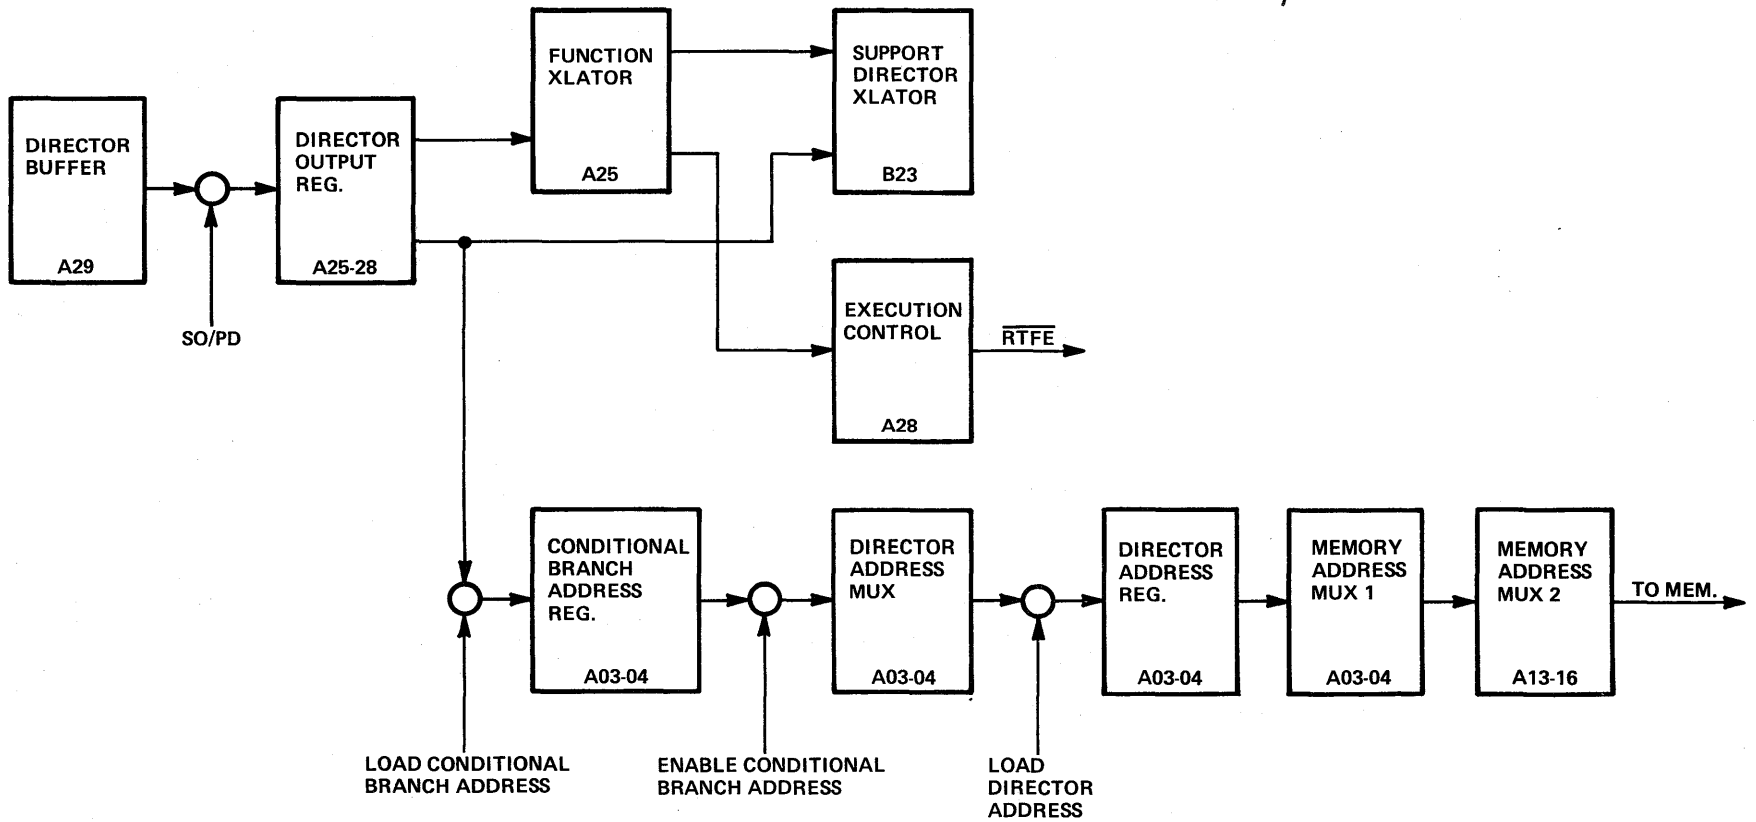 DIRECTOR
BUFFER
A29
SO/PD
DIRECTOR
OUTPUT
REG.
A25-28
FUNCTION
XLATOR
A25
SUPPORT
DIRECTOR
XLATOR
B23
EXECUTION
CONTROL
A28
RTFE
CONDITIONAL
BRANCH
ADDRESS
REG.
A03-04
DIRECTOR
ADDRESS
MUX
A03-04
DIRECTOR
ADDRESS
REG.
A03-04
MEMORY
ADDRESS
MUX 1
A03-04
MEMORY
ADDRESS
MUX 2
A13-16
TO MEM.
LOAD CONDITIONAL
BRANCH ADDRESS
ENABLE CONDITIONAL
BRANCH ADDRESS
LOAD
DIRECTOR
ADDRESS